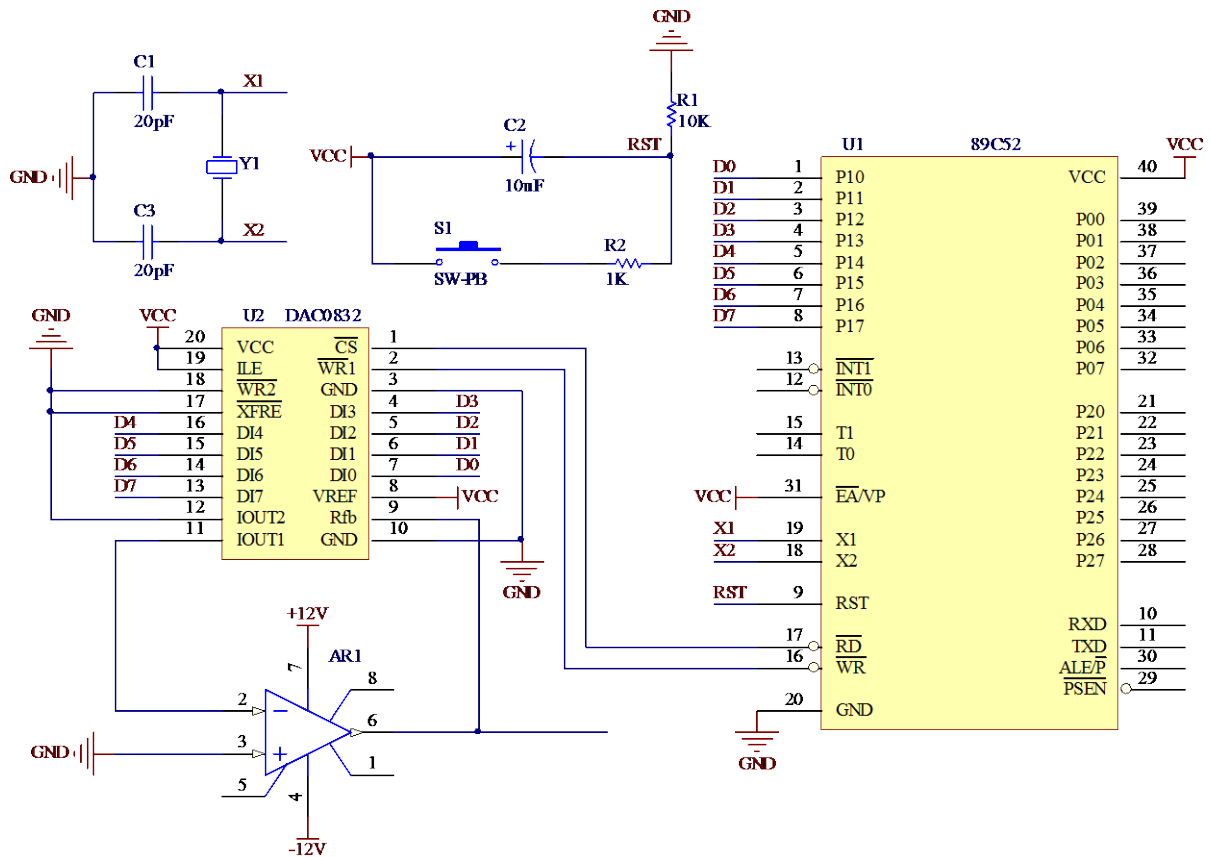 GND
C1
X1
20pF
GND
Y1
C3
X2
20pF
R1
10K
C2
+
RST
VCC
10uF
S1
SW-PB
R2
1K
U1 89C52
VCC
D0 1 P10
D1 2 P11
D2 3 P12
D3 4 P13
D4 5 P14
D5 6 P15
D6 7 P16
D7 8 P17
13 INT1
12 INT0
15 T1
14 T0
VCC 31 EA/VP
X1 19 X1
X2 18 X2
RST 9 RST
17 RD
16 WR
20 GND
GND
VCC 40
P00 39
P01 38
P02 37
P03 36
P04 35
P05 34
P06 33
P07 32
P20 21
P21 22
P22 23
P23 24
P24 25
P25 26
P26 27
P27 28
RXD 10
TXD 11
ALE/P 30
PSEN 29
GND
VCC
U2 DAC0832
20 VCC CS 1
19 ILE WR1 2
18 WR2 GND 3
17 XFRE DI3 4 D3
D4 16 DI4 DI2 5 D2
D5 15 DI5 DI1 6 D1
D6 14 DI6 DI0 7 D0
D7 13 DI7 VREF 8 VCC
12 IOUT2 Rfb 9
11 IOUT1 GND 10
GND
+12V
AR1
7
8
2 −
6
GND 3 +
1
5
4
-12V